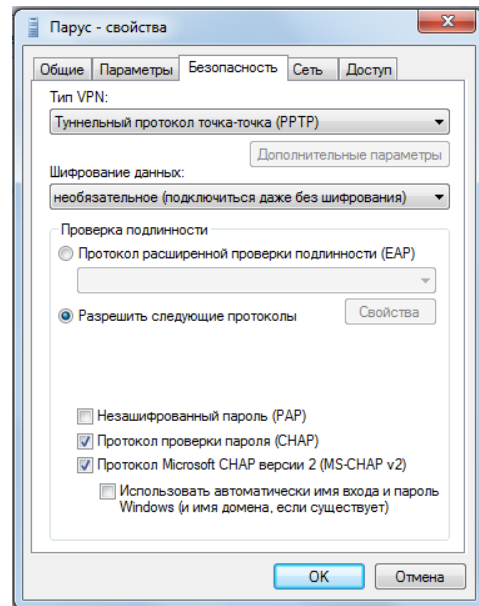 Парус - свойства
Общие Параметры Безопасность Сеть Доступ
Тип VPN:
Туннельный протокол точка-точка (PPTP)
Дополнительные параметры
Шифрование данных:
необязательное (подключиться даже без шифрования)
Проверка подлинности
Протокол расширенной проверки подлинности (EAP)
Разрешить следующие протоколы
Свойства
Незашифрованный пароль (PAP)
Протокол проверки пароля (CHAP)
Протокол Microsoft CHAP версии 2 (MS-CHAP v2)
Использовать автоматически имя входа и пароль
Windows (и имя домена, если существует)
OK Отмена